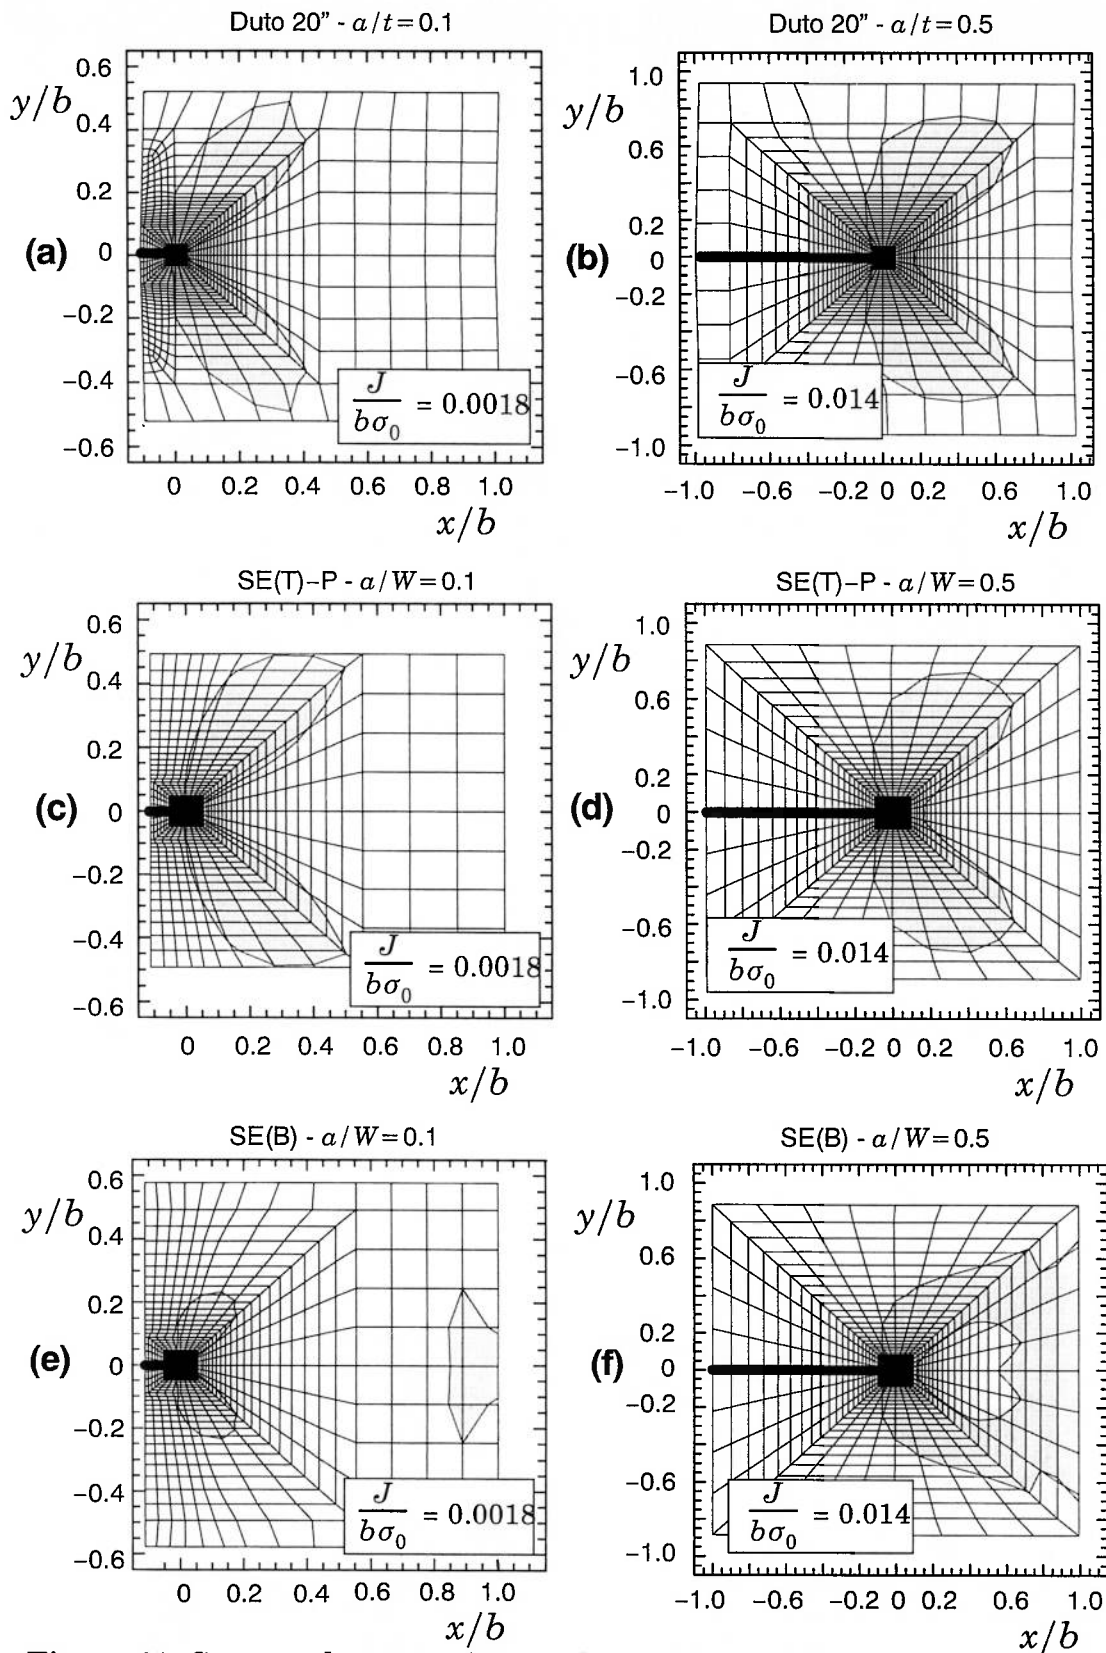 Duto 20” - a/t = 0.1
y/b
0.6
0.4
0.2
0
−0.2
−0.4
−0.6
(a)
J/bσ0 = 0.0018
0 0.2 0.4 0.6 0.8 1.0
x/b
Duto 20” - a/t = 0.5
y/b
1.0
0.6
0.2
0
−0.2
−0.6
−1.0
(b)
J/bσ0 = 0.014
−1.0 −0.6 −0.2 0 0.2 0.6 1.0
x/b
SE(T)−P - a/W = 0.1
y/b
0.6
0.4
0.2
0
−0.2
−0.4
−0.6
(c)
J/bσ0 = 0.0018
0 0.2 0.4 0.6 0.8 1.0
x/b
SE(T)−P - a/W = 0.5
y/b
1.0
0.6
0.2
0
−0.2
−0.6
−1.0
(d)
J/bσ0 = 0.014
−1.0 −0.6 −0.2 0 0.2 0.6 1.0
x/b
SE(B) - a/W = 0.1
y/b
0.6
0.4
0.2
0
−0.2
−0.4
−0.6
(e)
J/bσ0 = 0.0018
0 0.2 0.4 0.6 0.8 1.0
x/b
SE(B) - a/W = 0.5
y/b
1.0
0.6
0.2
0
−0.2
−0.6
−1.0
(f)
J/bσ0 = 0.014
−1.0 −0.6 −0.2 0 0.2 0.6 1.0
x/b